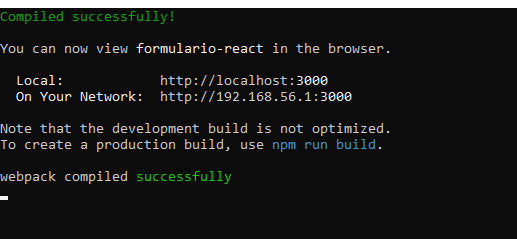 Compiled successfully!
You can now view formulario-react in the browser.
Local: http://localhost:3000
On Your Network: http://192.168.56.1:3000
Note that the development build is not optimized.
To create a production build, use npm run build.
webpack compiled successfully